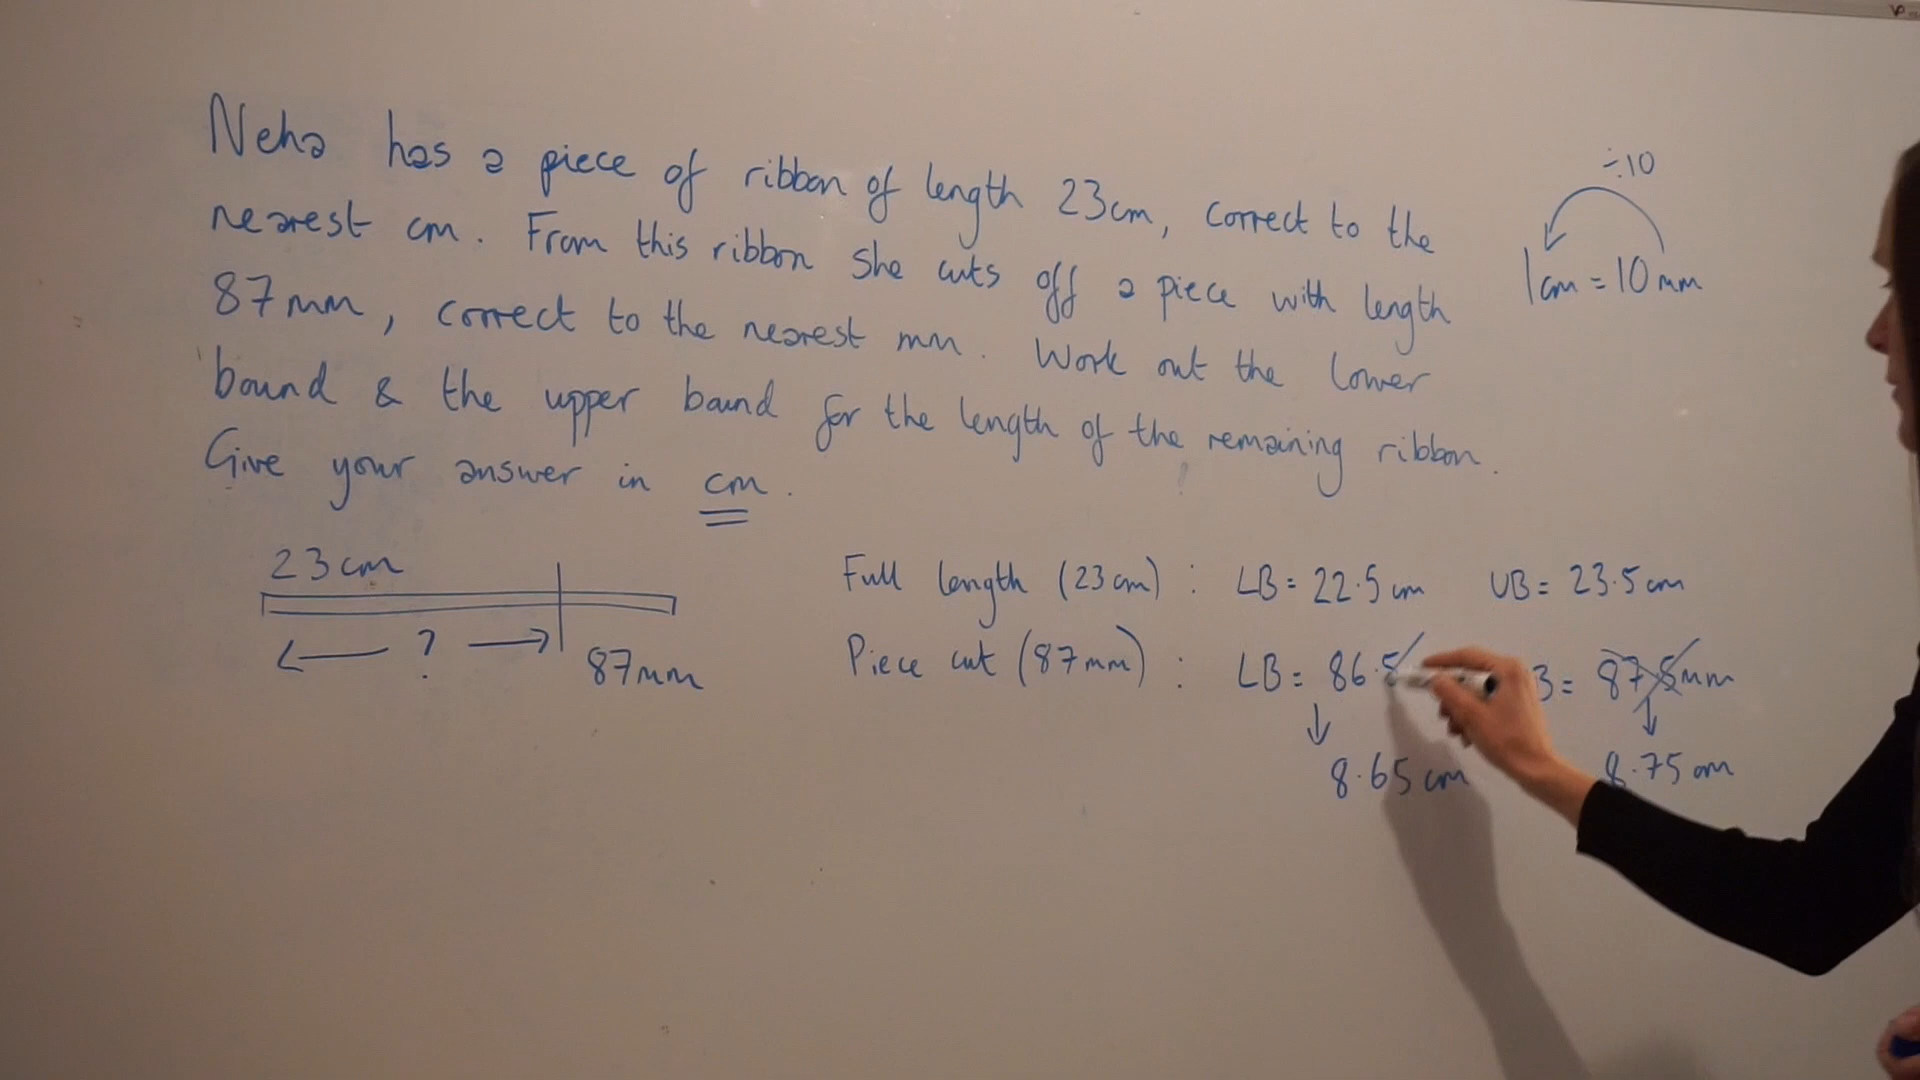 Neha has a piece of ribbon of length 23cm, correct to the
nearest cm. From this ribbon she cuts off a piece with length
87mm, correct to the nearest mm. Work out the lower
bound & the upper bound for the length of the remaining ribbon.
Give your answer in cm.
÷10
1cm = 10mm
23cm
?
87mm
Full length (23cm) : LB = 22.5cm UB = 23.5cm
Piece cut (87mm) : LB = 86.5 B = 87.5mm
↓ ↓
8.65cm 8.75cm